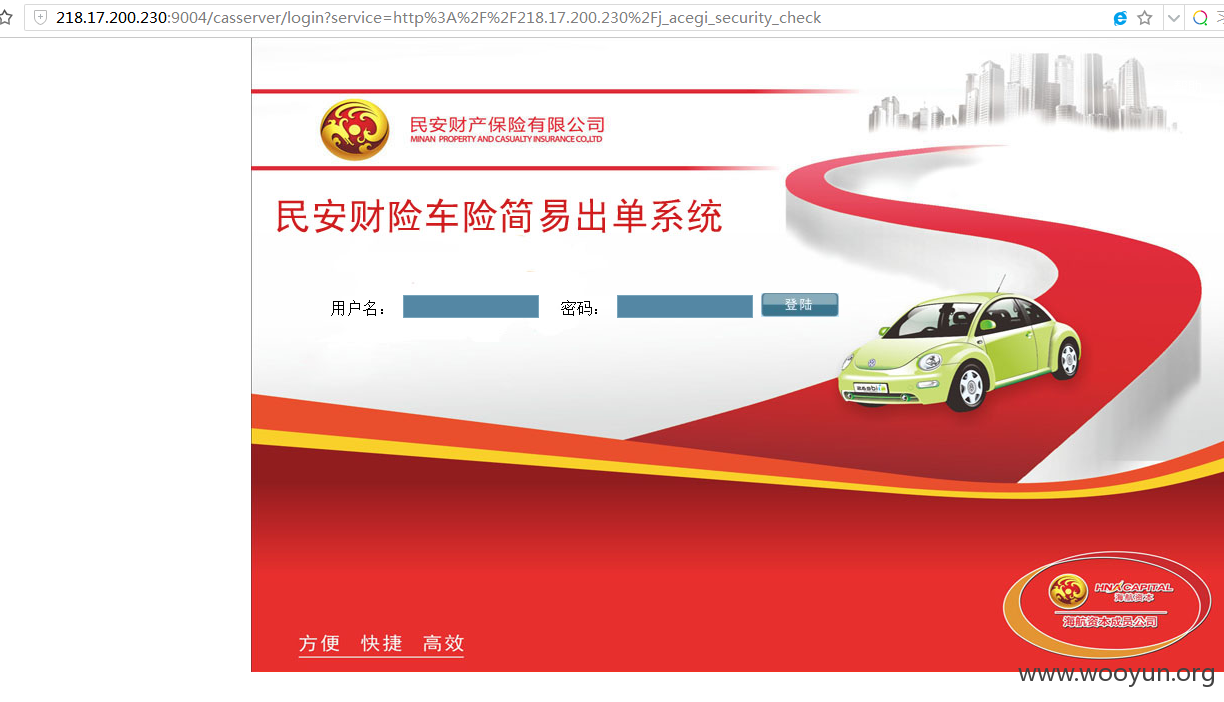 218.17.200.230:9004/casserver/login?service=http%3A%2F%2F218.17.200.230%2Fj_acegi_security_check
民安财产保险有限公司
MINAN PROPERTY AND CASUALTY INSURANCE CO,LTD
民安财险车险简易出单系统
用户名： 密码： 登陆
HNA CAPITAL
海航资本
海航资本成员公司
方便 快捷 高效
www.wooyun.org